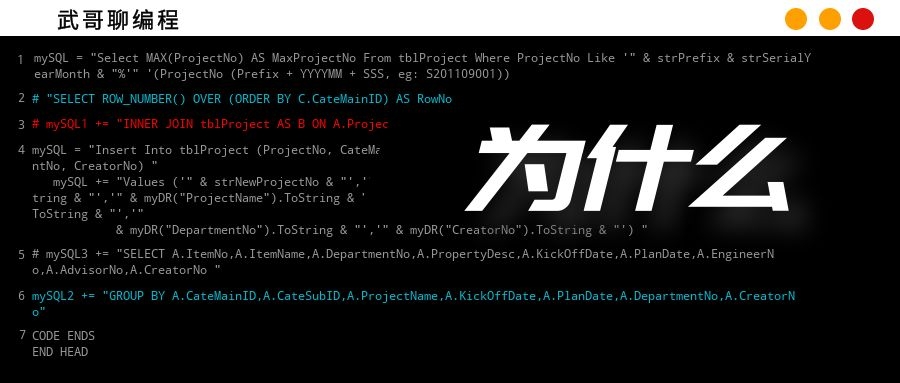 武哥聊编程
1 mySQL = "Select MAX(ProjectNo) AS MaxProjectNo From tblProject Where ProjectNo Like '" & strPrefix & strSerialY
earMonth & "%'" '(ProjectNo (Prefix + YYYYMM + SSS, eg: S201109001))
2 # "SELECT ROW_NUMBER() OVER (ORDER BY C.CateMainID) AS RowNo
3 # mySQL1 += "INNER JOIN tblProject AS B ON A.Projec
为什么
4 mySQL = "Insert Into tblProject (ProjectNo, CateMa
ntNo, CreatorNo) "
mySQL += "Values ('" & strNewProjectNo & "','
tring & "','" & myDR("ProjectName").ToString & '
ToString & "','"
& myDR("DepartmentNo").ToString & "','" & myDR("CreatorNo").ToString & "') "
5 # mySQL3 += "SELECT A.ItemNo,A.ItemName,A.DepartmentNo,A.PropertyDesc,A.KickOffDate,A.PlanDate,A.EngineerN
o,A.AdvisorNo,A.CreatorNo "
6 mySQL2 += "GROUP BY A.CateMainID,A.CateSubID,A.ProjectName,A.KickOffDate,A.PlanDate,A.DepartmentNo,A.CreatorN
o"
7 CODE ENDS
END HEAD